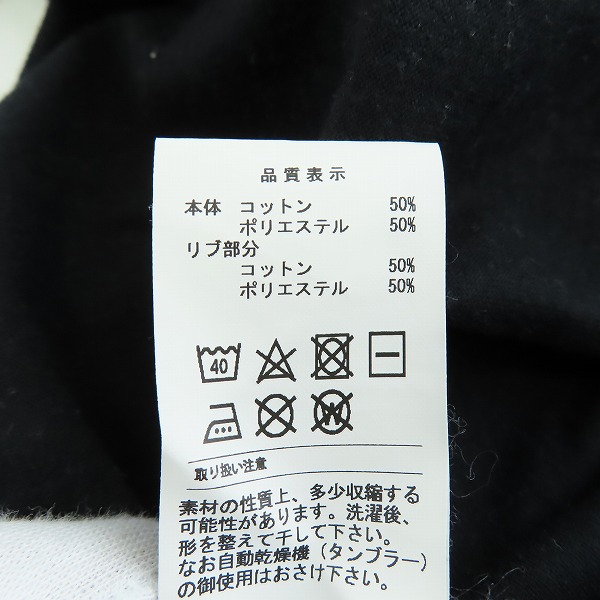 品質表示
本体 コットン 50%
ポリエステル 50%
リブ部分
コットン 50%
ポリエステル 50%
40
W
取り扱い注意
素材の性質上、多少収縮する
可能性があります。洗濯後、
形を整えて干して下さい。
なお自動乾燥機(タンブラー)
の御使用はおさけ下さい。